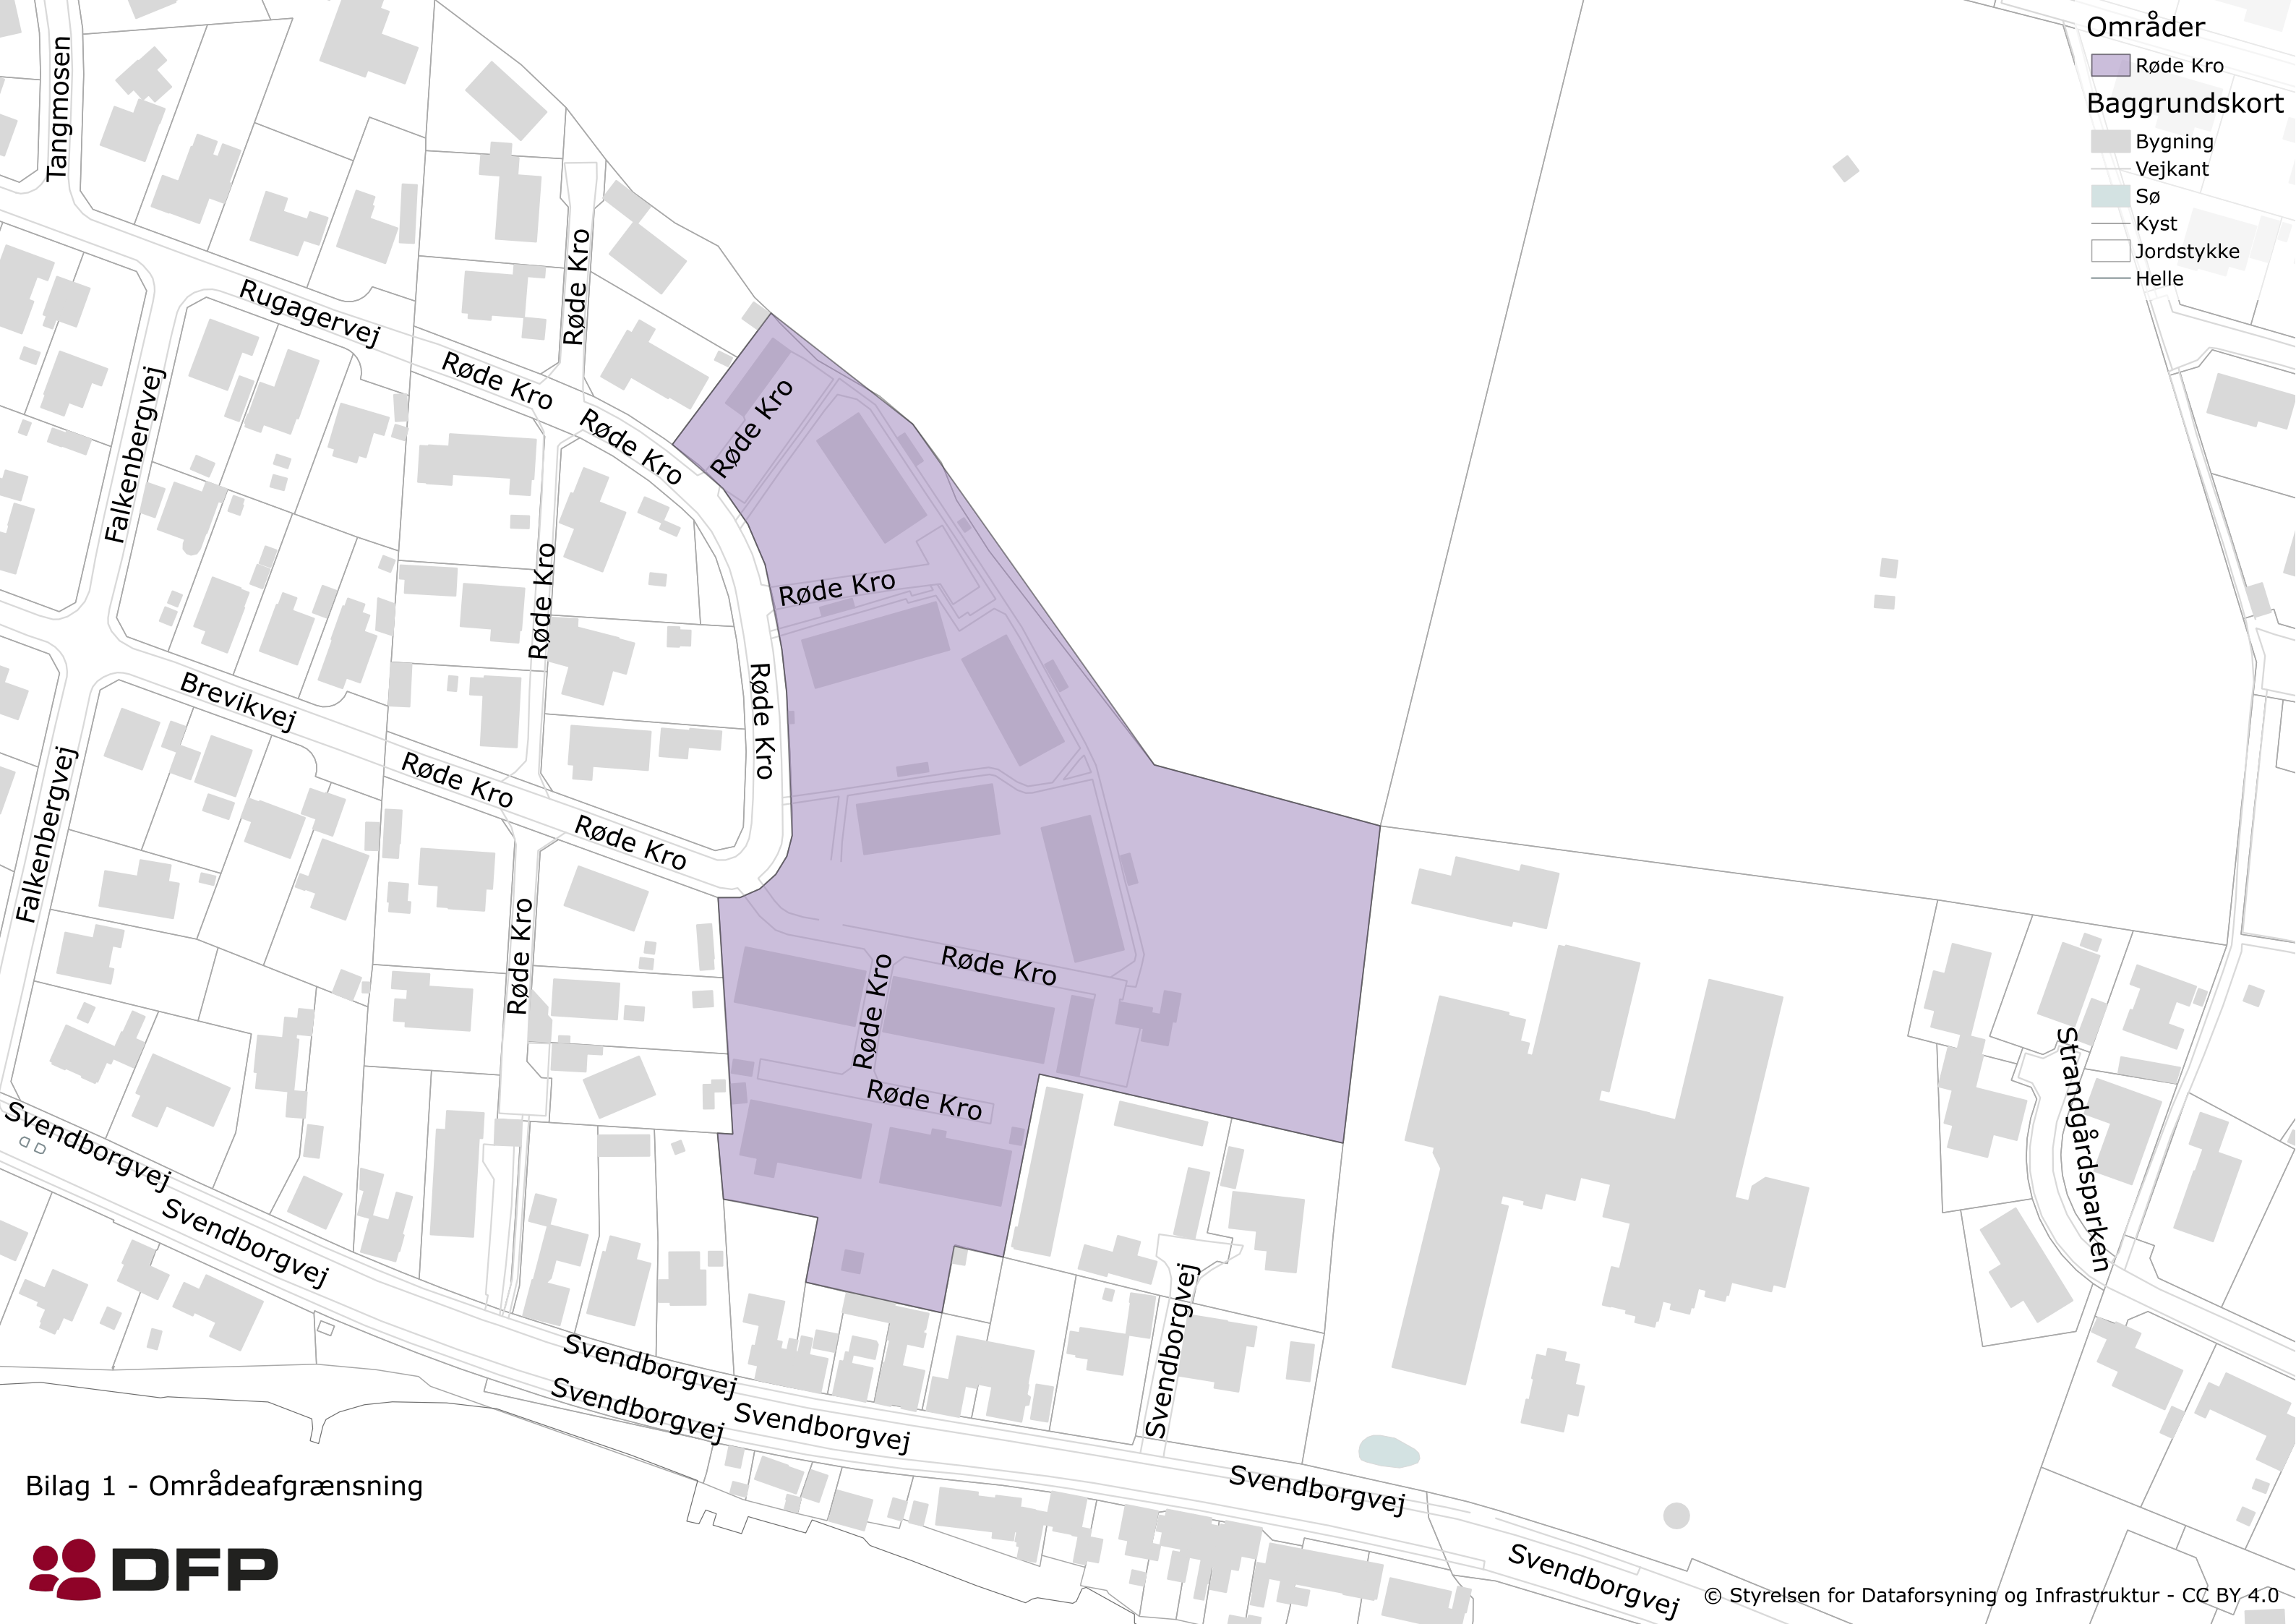 Områder
Røde Kro
Baggrundskort
Bygning
Vejkant
Sø
Kyst
Jordstykke
Helle
Tangmosen
Rugagervej
Røde Kro
Røde Kro
Røde Kro
Røde Kro
Falkenbergvej
Røde Kro
Røde Kro
Røde Kro
Brevikvej
Røde Kro
Røde Kro
Falkenbergvej
Røde Kro
Røde Kro
Røde Kro
Røde Kro
Strandgårdsparken
Svendborgvej
Svendborgvej
Svendborgvej
Svendborgvej
Svendborgvej
Svendborgvej
Svendborgvej
Svendborgvej
Bilag 1 - Områdeafgrænsning
DFP
© Styrelsen for Dataforsyning og Infrastruktur - CC BY 4.0